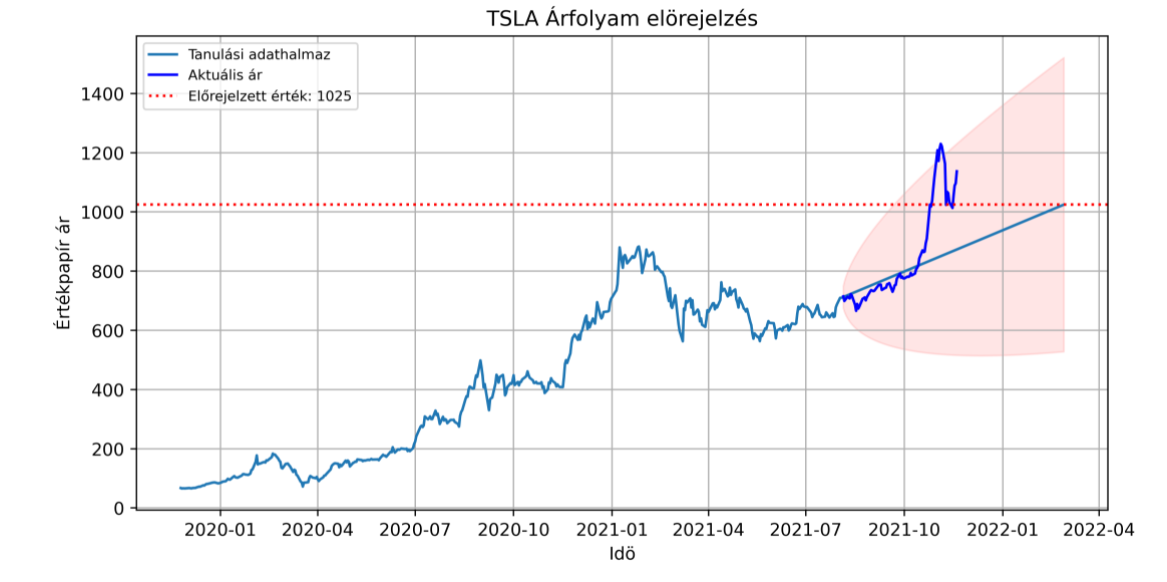 TSLA Árfolyam elörejelzés
Tanulási adathalmaz
Aktuális ár
Előrejelzett érték: 1025
Értékpapír ár
1400
1200
1000
800
600
400
200
0
2020-01 2020-04 2020-07 2020-10 2021-01 2021-04 2021-07 2021-10 2022-01 2022-04
Idö